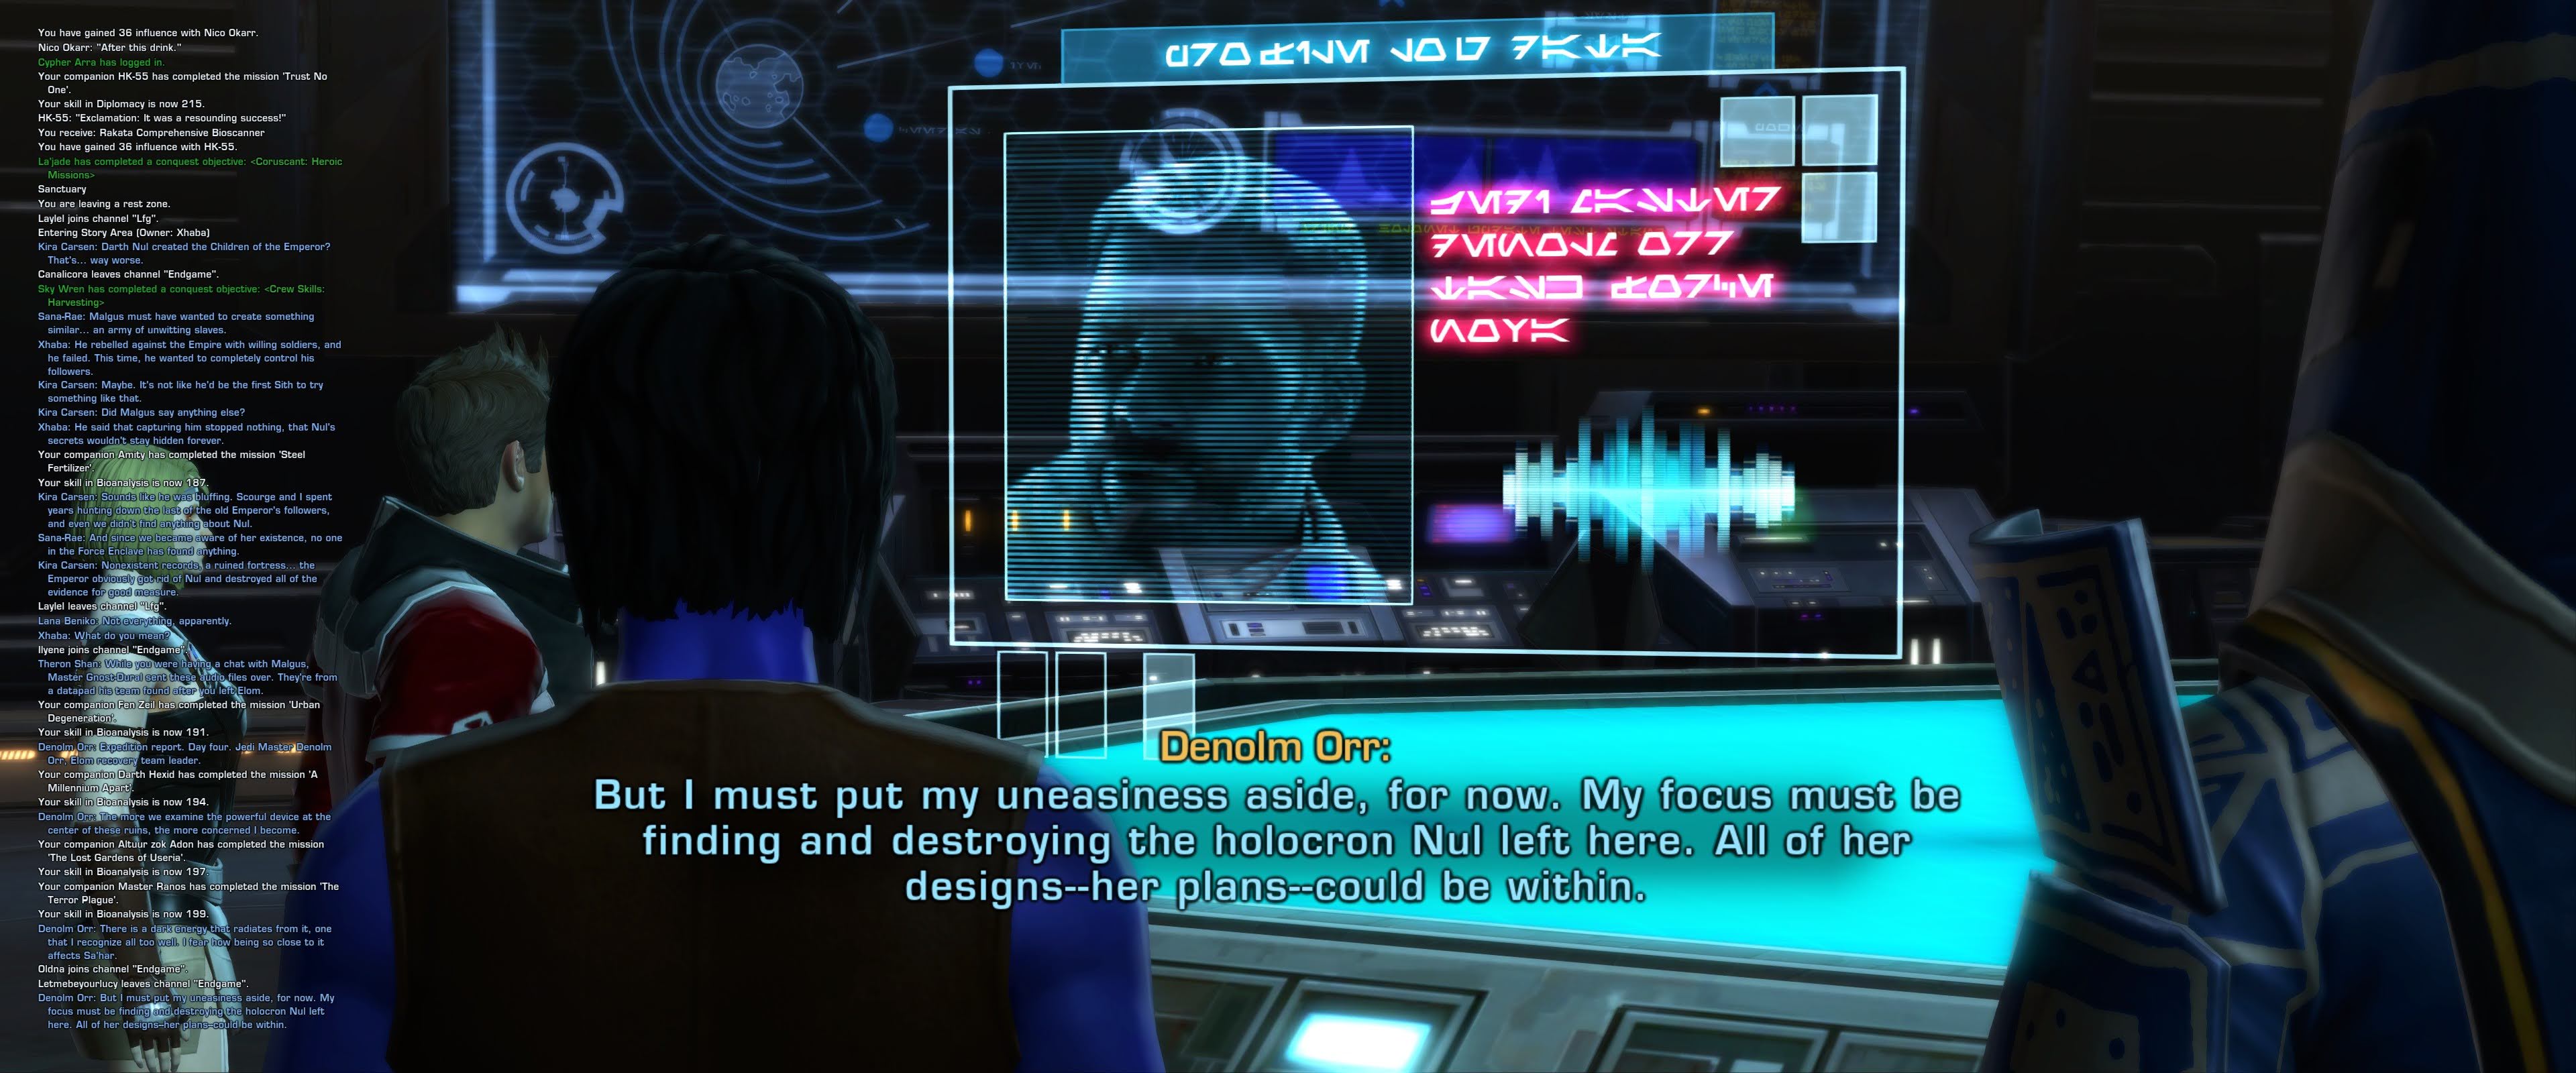 You have gained 36 influence with Nico Okarr.
Nico Okarr: "After this drink."
Cypher Arra has logged in.
Your companion HK-55 has completed the mission 'Trust No
One'.
Your skill in Diplomacy is now 215.
HK-55: "Exclamation: It was a resounding success!"
You receive: Rakata Comprehensive Bioscanner
You have gained 36 influence with HK-55.
La'jade has completed a conquest objective: <Coruscant: Heroic
Missions>
Sanctuary
You are leaving a rest zone.
Laylel joins channel "Lfg".
Entering Story Area (Owner: Xhaba)
Kira Carsen: Darth Nul created the Children of the Emperor?
That's... way worse.
Canalicora leaves channel "Endgame".
Sky Wren has completed a conquest objective: <Crew Skills:
Harvesting>
Sana-Rae: Malgus must have wanted to create something
similar... an army of unwitting slaves.
Xhaba: He rebelled against the Empire with willing soldiers, and
he failed. This time, he wanted to completely control his
followers.
Kira Carsen: Maybe. It's not like he'd be the first Sith to try
something like that.
Kira Carsen: Did Malgus say anything else?
Xhaba: He said that capturing him stopped nothing, that Nul's
secrets wouldn't stay hidden forever.
Your companion Amity has completed the mission 'Steel
Fertilizer'.
Your skill in Bioanalysis is now 187.
Kira Carsen: Sounds like he was bluffing. Scourge and I spent
years hunting down the last of the old Emperor's followers,
and even we didn't find anything about Nul.
Sana-Rae: And since we became aware of her existence, no one
in the Force Enclave has found anything.
Kira Carsen: Nonexistent records, a ruined fortress... the
Emperor obviously got rid of Nul and destroyed all of the
evidence for good measure.
Laylel leaves channel "Lfg".
Lana Beniko: Not everything, apparently.
Xhaba: What do you mean?
Ilyene joins channel "Endgame".
Theron Shan: While you were having a chat with Malgus,
Master Gnost-Dural sent these audio files over. They're from
a datapad his team found after you left Elom.
Your companion Fen Zeil has completed the mission 'Urban
Degeneration'.
Your skill in Bioanalysis is now 191.
Denolm Orr: Expedition report. Day four. Jedi Master Denolm
Orr, Elom recovery team leader.
Your companion Darth Hexid has completed the mission 'A
Millennium Apart'.
Your skill in Bioanalysis is now 194.
Denolm Orr: The more we examine the powerful device at the
center of these ruins, the more concerned I become.
Your companion Altuur zok Adon has completed the mission
'The Lost Gardens of Useria'.
Your skill in Bioanalysis is now 197.
Your companion Master Ranos has completed the mission 'The
Terror Plague'.
Your skill in Bioanalysis is now 199.
Denolm Orr: There is a dark energy that radiates from it, one
that I recognize all too well. I fear how being so close to it
affects Sa'har.
Oldna joins channel "Endgame".
Letmebeyourlucy leaves channel "Endgame".
Denolm Orr: But I must put my uneasiness aside, for now. My
focus must be finding and destroying the holocron Nul left
here. All of her designs--her plans--could be within.
Denolm Orr:
But I must put my uneasiness aside, for now. My focus must be
finding and destroying the holocron Nul left here. All of her
designs--her plans--could be within.